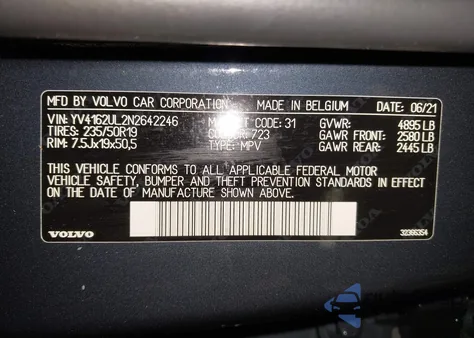 MFD BY VOLVO CAR CORPORATION MADE IN BELGIUM DATE: 06/21
VIN: YV4162UL2N2642246 MARKET CODE: 31 GVWR: 4895 LB
TIRES: 235/50R19 723 GAWR FRONT: 2580 LB
RIM: 7.5Jx19x50,5 TYPE: MPV GAWR REAR: 2445 LB
THIS VEHICLE CONFORMS TO ALL APPLICABLE FEDERAL MOTOR
VEHICLE SAFETY, BUMPER AND THEFT PREVENTION STANDARDS IN EFFECT
ON THE DATE OF MANUFACTURE SHOWN ABOVE.
VOLVO